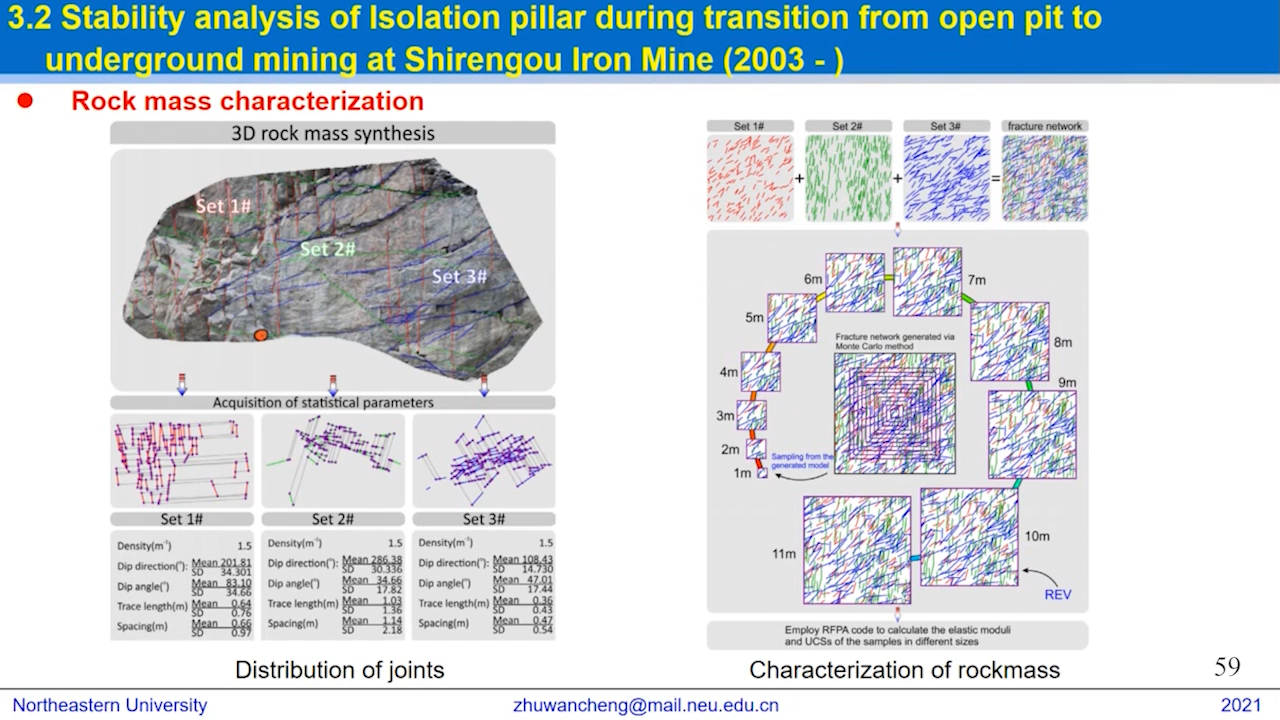 3.2 Stability analysis of Isolation pillar during transition from open pit to
underground mining at Shirengou Iron Mine (2003 - )
● Rock mass characterization
3D rock mass synthesis
Set 1#
Set 2#
Set 3#
Acquisition of statistical parameters
Set 1#
Density(m⁻¹) 1.5
Dip direction(°): Mean 201.81
SD 34.301
Dip angle(°) Mean 83.10
SD 34.66
Trace length(m) Mean 0.64
SD 0.76
Spacing(m) Mean 0.66
SD 0.97
Set 2#
Density(m⁻¹) 1.5
Dip direction(°): Mean 286.38
SD 30.336
Dip angle(°) Mean 34.66
SD 17.82
Trace length(m) Mean 1.03
SD 1.36
Spacing(m) Mean 1.14
SD 2.18
Set 3#
Density(m⁻¹) 1.5
Dip direction(°): Mean 108.43
SD 14.730
Dip angle(°) Mean 47.01
SD 17.44
Trace length(m) Mean 0.36
SD 0.43
Spacing(m) Mean 0.47
SD 0.54
Distribution of joints
Set 1# Set 2# Set 3# fracture network
+ + =
6m
7m
5m
8m
4m
9m
3m
2m
1m
10m
11m
Fracture network generated via
Monte Carlo method
Sampling from the
generated model
REV
Employ RFPA code to calculate the elastic moduli
and UCSs of the samples in different sizes
Characterization of rockmass
59
Northeastern University zhuwancheng@mail.neu.edu.cn 2021